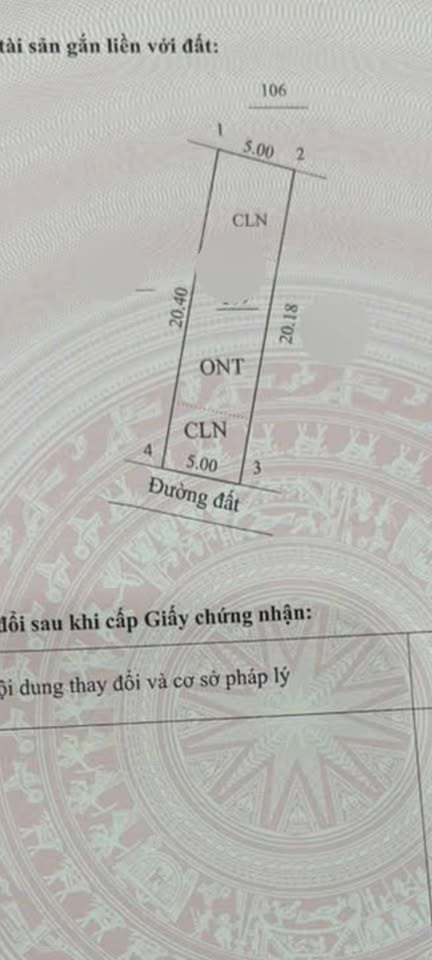 tài sản gắn liền với đất:
106
1
5.00
2
CLN
20.40
20.18
ONT
CLN
4
5.00
3
Đường đất
đổi sau khi cấp Giấy chứng nhận:
ội dung thay đổi và cơ sở pháp lý